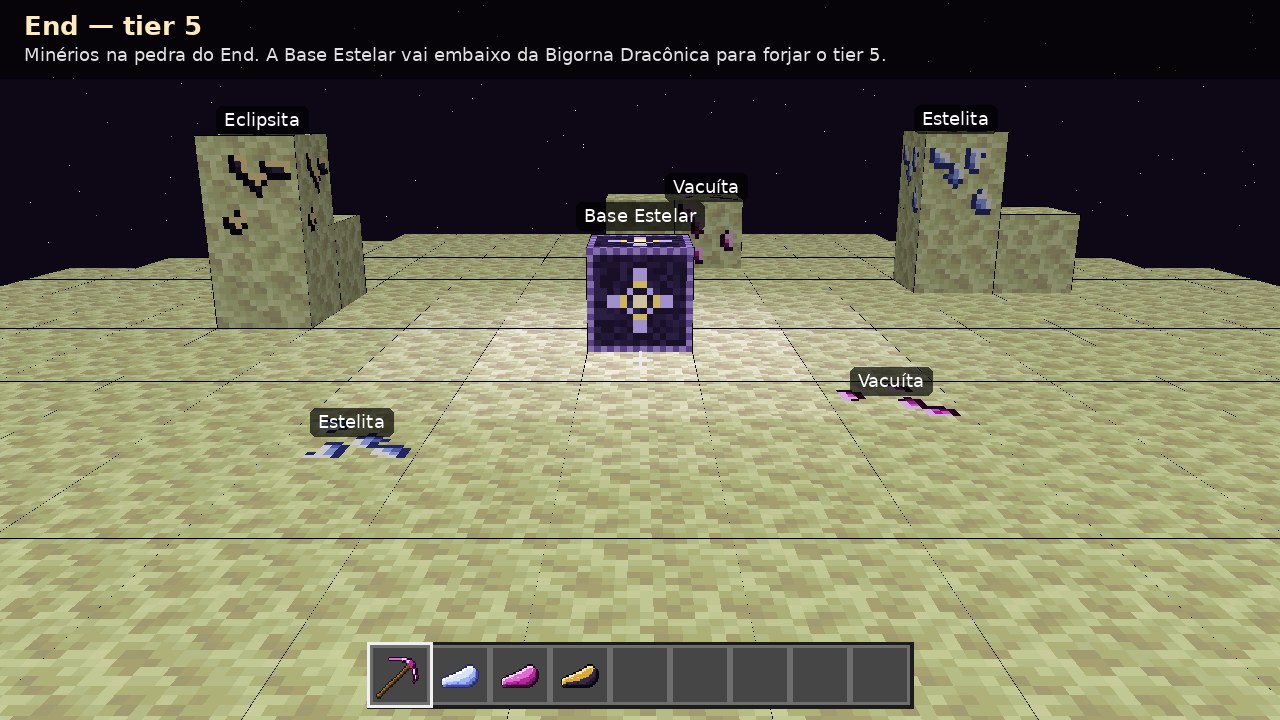 End — tier 5
Minérios na pedra do End. A Base Estelar vai embaixo da Bigorna Dracônica para forjar o tier 5.
Eclipsita
Estelita
Vacuíta
Base Estelar
Vacuíta
Estelita